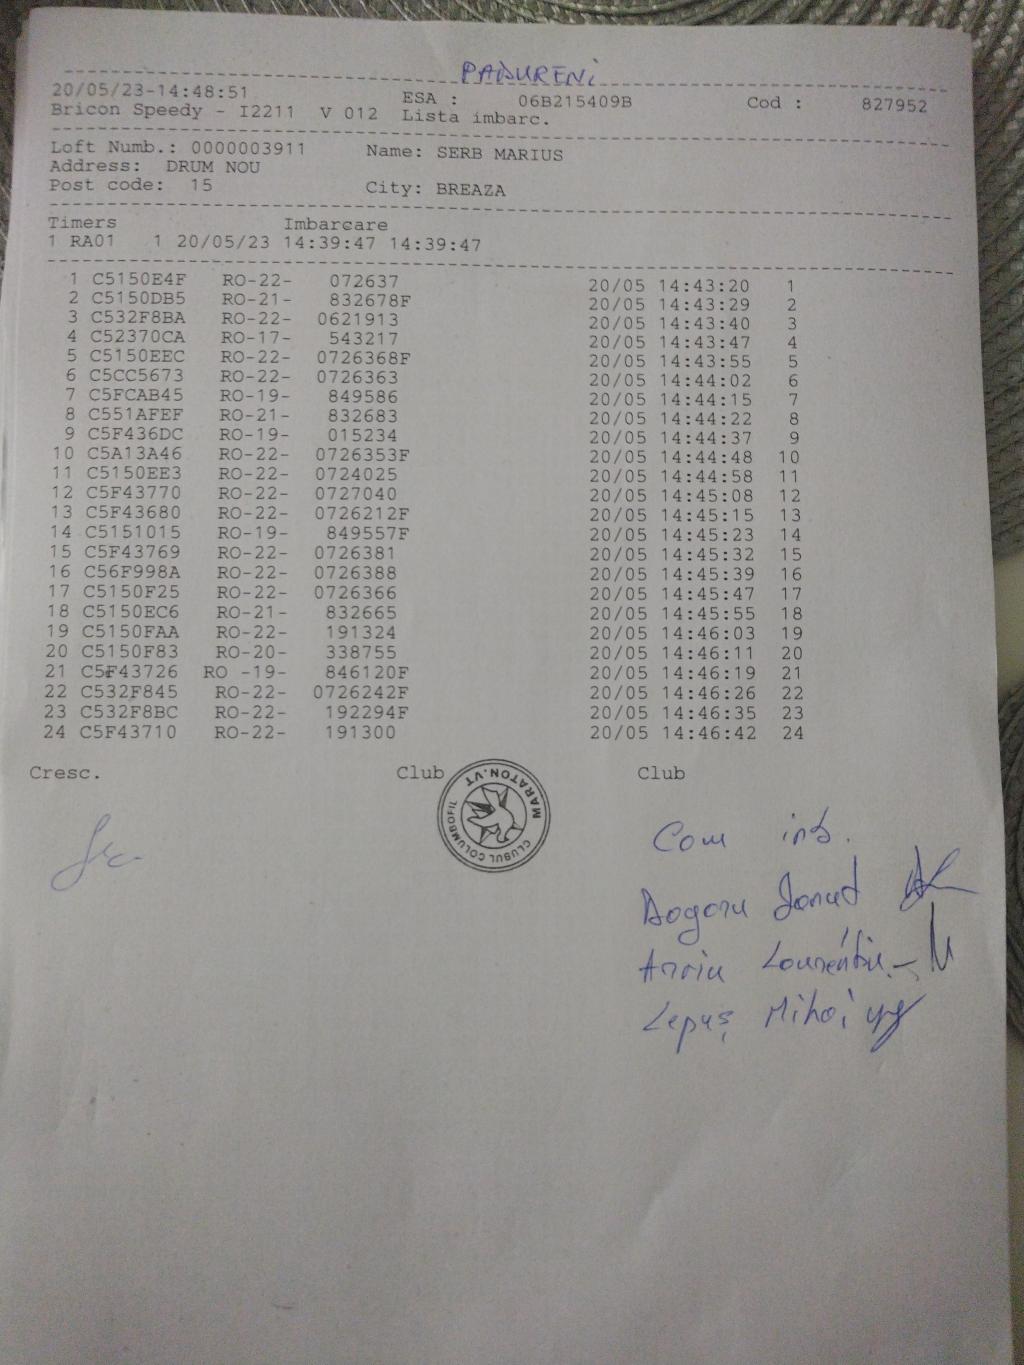 PADURENi
20/05/23-14:48:51 ESA : 06B215409B Cod : 827952
Bricon Speedy - I2211 V 012 Lista imbarc.
Loft Numb.: 0000003911 Name: SERB MARIUS
Address: DRUM NOU
Post code: 15 City: BREAZA
Timers Imbarcare
1 RA01 1 20/05/23 14:39:47 14:39:47
1 C5150E4F RO-22- 072637 20/05 14:43:20 1
2 C5150DB5 RO-21- 832678F 20/05 14:43:29 2
3 C532F8BA RO-22- 0621913 20/05 14:43:40 3
4 C52370CA RO-17- 543217 20/05 14:43:47 4
5 C5150EEC RO-22- 0726368F 20/05 14:43:55 5
6 C5CC5673 RO-22- 0726363 20/05 14:44:02 6
7 C5FCAB45 RO-19- 849586 20/05 14:44:15 7
8 C551AFEF RO-21- 832683 20/05 14:44:22 8
9 C5F436DC RO-19- 015234 20/05 14:44:37 9
10 C5A13A46 RO-22- 0726353F 20/05 14:44:48 10
11 C5150EE3 RO-22- 0724025 20/05 14:44:58 11
12 C5F43770 RO-22- 0727040 20/05 14:45:08 12
13 C5F43680 RO-22- 0726212F 20/05 14:45:15 13
14 C5151015 RO-19- 849557F 20/05 14:45:23 14
15 C5F43769 RO-22- 0726381 20/05 14:45:32 15
16 C56F998A RO-22- 0726388 20/05 14:45:39 16
17 C5150F25 RO-22- 0726366 20/05 14:45:47 17
18 C5150EC6 RO-21- 832665 20/05 14:45:55 18
19 C5150FAA RO-22- 191324 20/05 14:46:03 19
20 C5150F83 RO-20- 338755 20/05 14:46:11 20
21 C5F43726 RO -19- 846120F 20/05 14:46:19 21
22 C532F845 RO-22- 0726242F 20/05 14:46:26 22
23 C532F8BC RO-22- 192294F 20/05 14:46:35 23
24 C5F43710 RO-22- 191300 20/05 14:46:42 24
Cresc. Club Club
CLUBUL COLUMBOFIL MARATON.VT
Com imb.
Lepuș Mihai